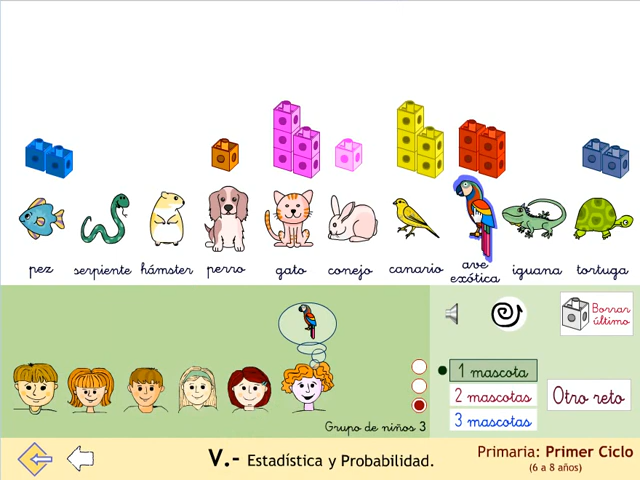 pez
serpiente
hámster
perro
gato
conejo
canario
ave
exótica
iguana
tortuga
Borrar
último
1 mascota
2 mascotas
3 mascotas
Otro reto
Grupo de niños 3
V.- Estadística y Probabilidad.
Primaria: Primer Ciclo
(6 a 8 años)